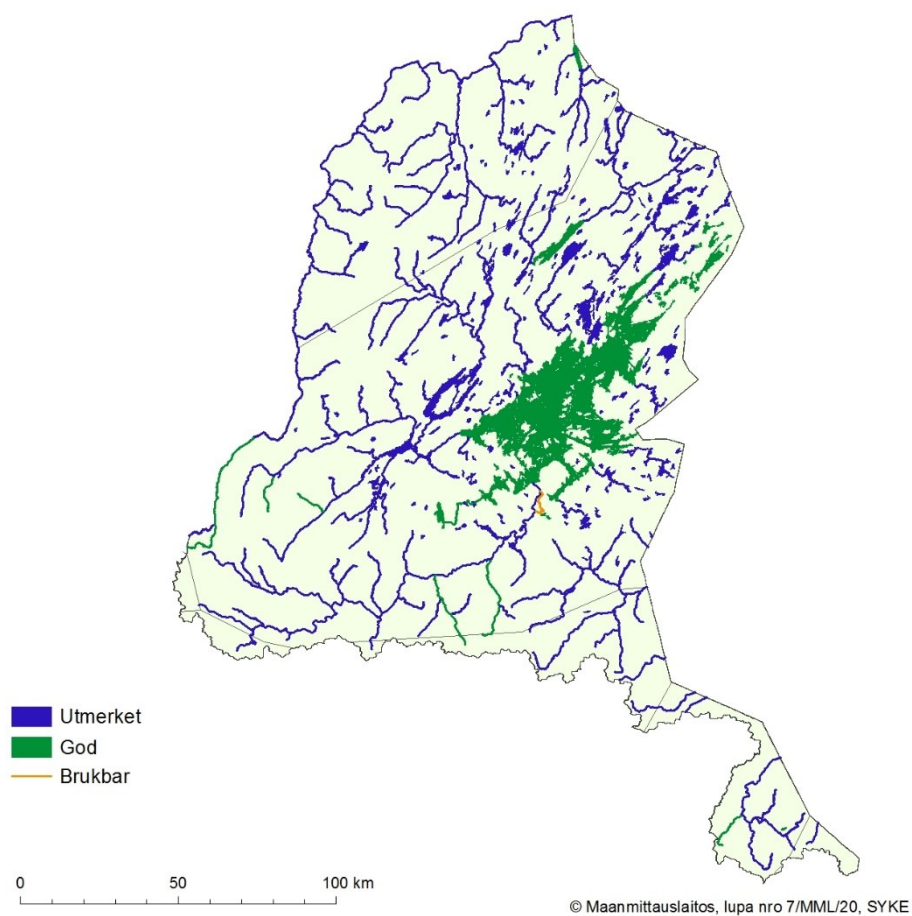 Utmerket
God
Brukbar
0 50 100 km
© Maanmittauslaitos, lupa nro 7/MML/20, SYKE